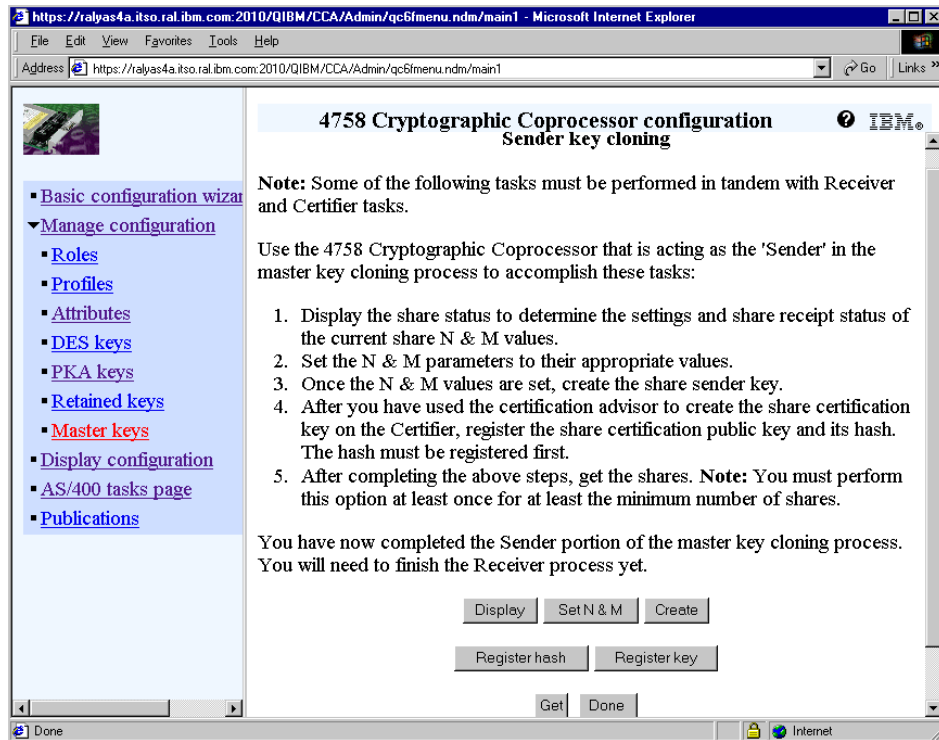 https://ralyas4a.itso.ral.ibm.com:2010/QIBM/CCA/Admin/qc6fmenu.ndm/main1 - Microsoft Internet Explorer
File Edit View Favorites Tools Help
Address https://ralyas4a.itso.ral.ibm.com:2010/QIBM/CCA/Admin/qc6fmenu.ndm/main1 Go Links »
Basic configuration wizar
Manage configuration
Roles
Profiles
Attributes
DES keys
PKA keys
Retained keys
Master keys
Display configuration
AS/400 tasks page
Publications
4758 Cryptographic Coprocessor configuration ? IBM®
Sender key cloning
Note: Some of the following tasks must be performed in tandem with Receiver
and Certifier tasks.
Use the 4758 Cryptographic Coprocessor that is acting as the 'Sender' in the
master key cloning process to accomplish these tasks:
1. Display the share status to determine the settings and share receipt status of
the current share N & M values.
2. Set the N & M parameters to their appropriate values.
3. Once the N & M values are set, create the share sender key.
4. After you have used the certification advisor to create the share certification
key on the Certifier, register the share certification public key and its hash.
The hash must be registered first.
5. After completing the above steps, get the shares. Note: You must perform
this option at least once for at least the minimum number of shares.
You have now completed the Sender portion of the master key cloning process.
You will need to finish the Receiver process yet.
Display Set N & M Create
Register hash Register key
Get Done
Done Internet